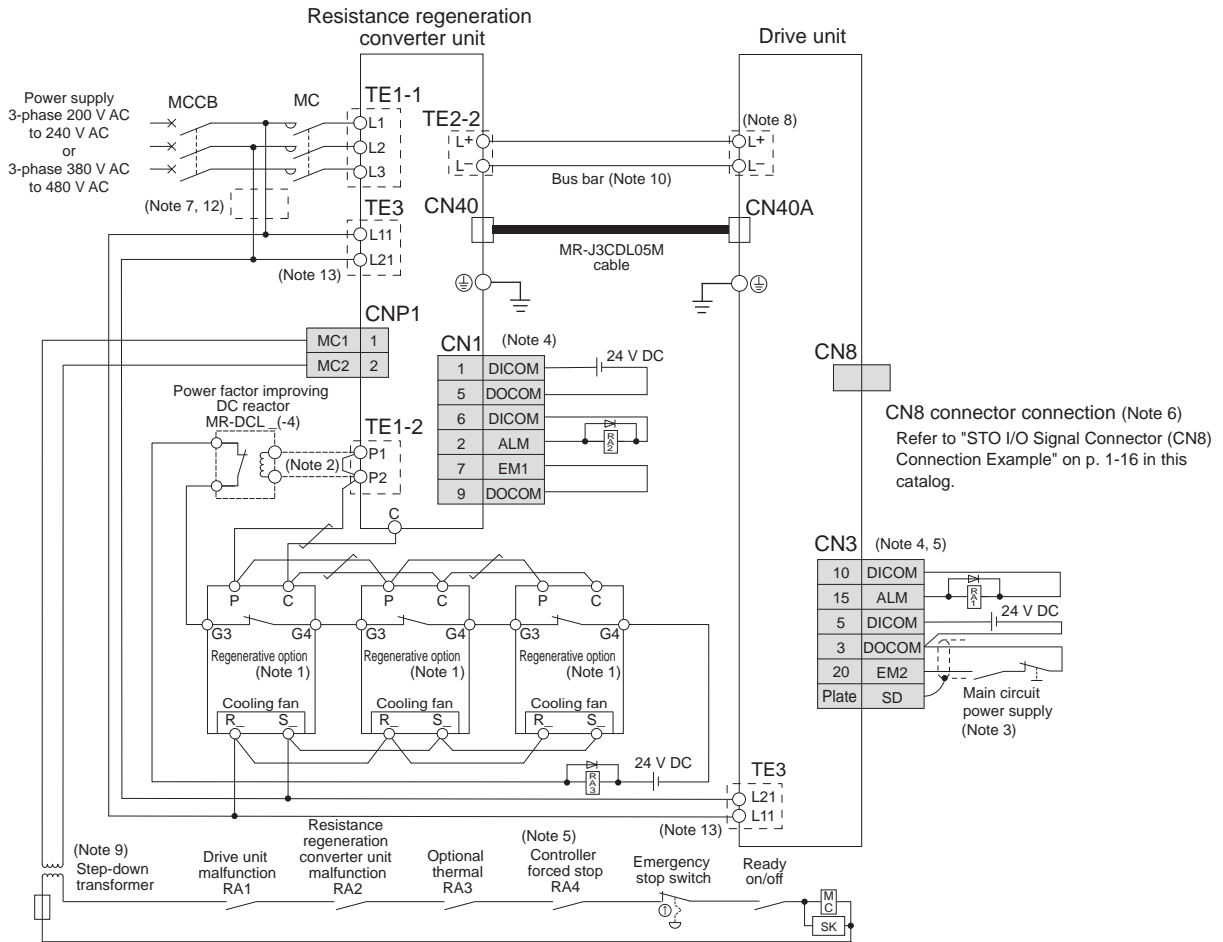 Resistance regeneration
converter unit
Drive unit
Power supply
3-phase 200 V AC
to 240 V AC
or
3-phase 380 V AC
to 480 V AC
MCCB
MC
TE1-1
L1
L2
L3
TE2-2
L+
L−
(Note 8)
L+
L−
Bus bar (Note 10)
(Note 7, 12)
TE3
L11
L21
(Note 13)
CN40
CN40A
MR-J3CDL05M
cable
CNP1
MC1 1
MC2 2
CN1 (Note 4)
1 DICOM
5 DOCOM
6 DICOM
2 ALM
7 EM1
9 DOCOM
24 V DC
RA2
CN8
CN8 connector connection (Note 6)
Refer to "STO I/O Signal Connector (CN8)
Connection Example" on p. 1-16 in this
catalog.
Power factor improving
DC reactor
MR-DCL _(-4)
(Note 2)
TE1-2
P1
P2
C
CN3 (Note 4, 5)
10 DICOM
15 ALM
5 DICOM
3 DOCOM
20 EM2
Plate SD
RA1
24 V DC
Main circuit
power supply
(Note 3)
P C P C P C
G3 G4 G3 G4 G3 G4
Regenerative option
(Note 1)
Regenerative option
(Note 1)
Regenerative option
(Note 1)
Cooling fan
R_ S_
Cooling fan
R_ S_
Cooling fan
R_ S_
RA3
24 V DC
TE3
L21
L11
(Note 13)
(Note 9)
Step-down
transformer
Drive unit
malfunction
RA1
Resistance
regeneration
converter unit
malfunction
RA2
Optional
thermal
RA3
(Note 5)
Controller
forced stop
RA4
Emergency
stop switch
Ready
on/off
MC
SK